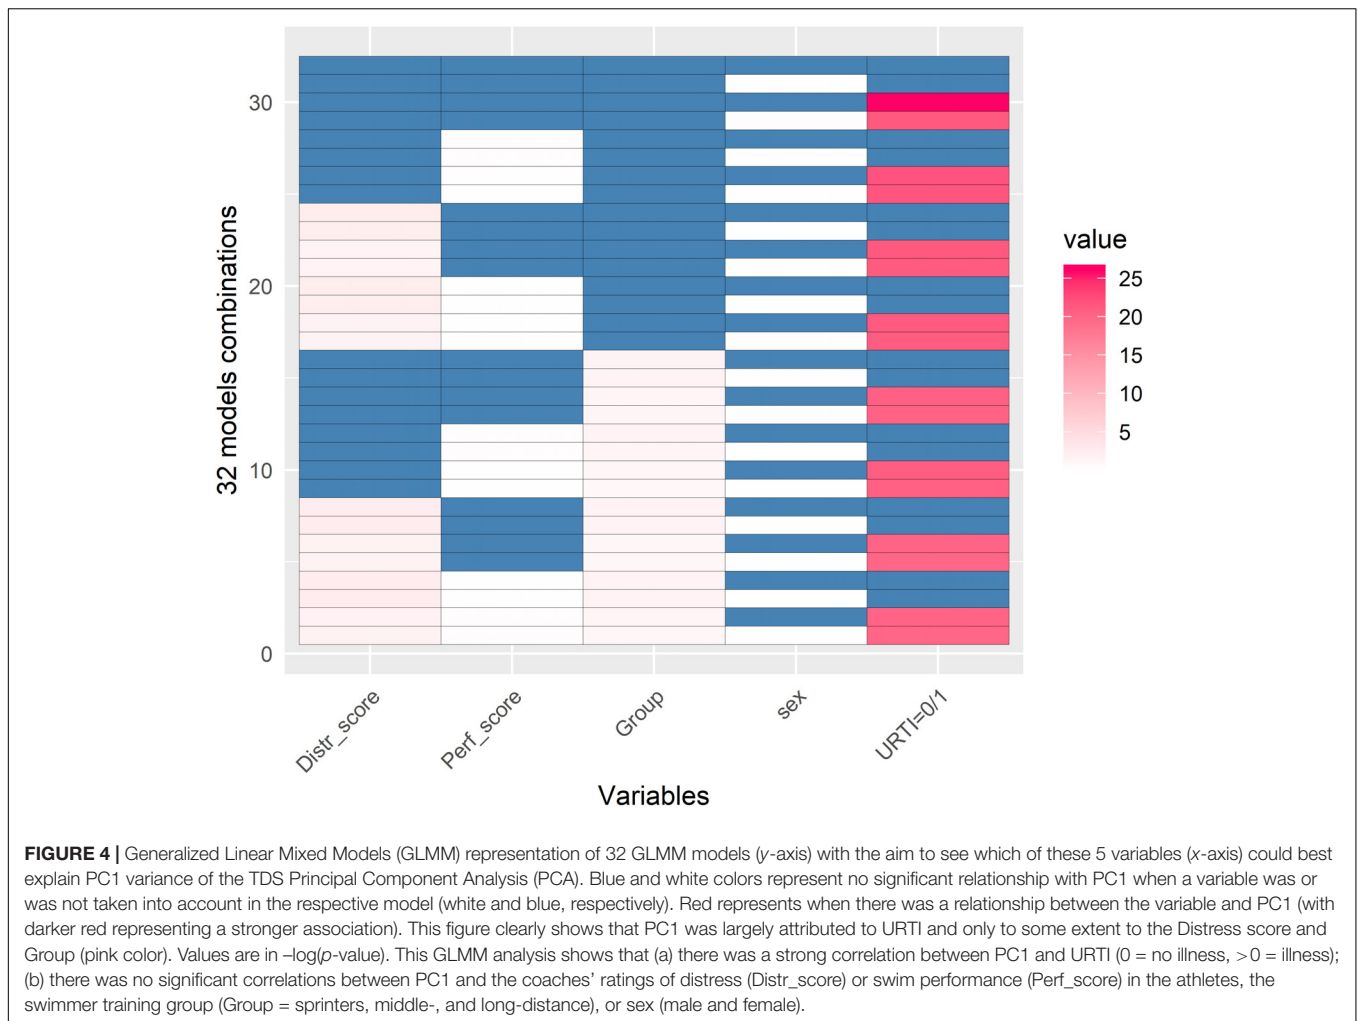 30
20
10
0
32 models combinations
Distr_score
Perf_score
Group
sex
URTI=0/1
Variables
value
25
20
15
10
5
FIGURE 4 | Generalized Linear Mixed Models (GLMM) representation of 32 GLMM models (y-axis) with the aim to see which of these 5 variables (x-axis) could best
explain PC1 variance of the TDS Principal Component Analysis (PCA). Blue and white colors represent no significant relationship with PC1 when a variable was or
was not taken into account in the respective model (white and blue, respectively). Red represents when there was a relationship between the variable and PC1 (with
darker red representing a stronger association). This figure clearly shows that PC1 was largely attributed to URTI and only to some extent to the Distress score and
Group (pink color). Values are in –log(p-value). This GLMM analysis shows that (a) there was a strong correlation between PC1 and URTI (0 = no illness, >0 = illness);
(b) there was no significant correlations between PC1 and the coaches' ratings of distress (Distr_score) or swim performance (Perf_score) in the athletes, the
swimmer training group (Group = sprinters, middle-, and long-distance), or sex (male and female).